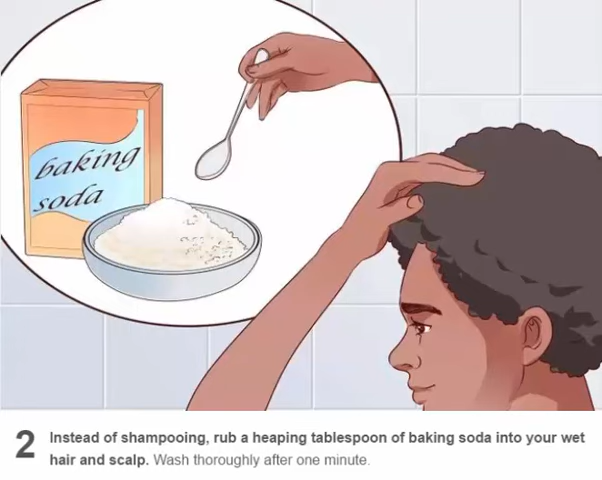 baking
soda
2 Instead of shampooing, rub a heaping tablespoon of baking soda into your wet
hair and scalp. Wash thoroughly after one minute.